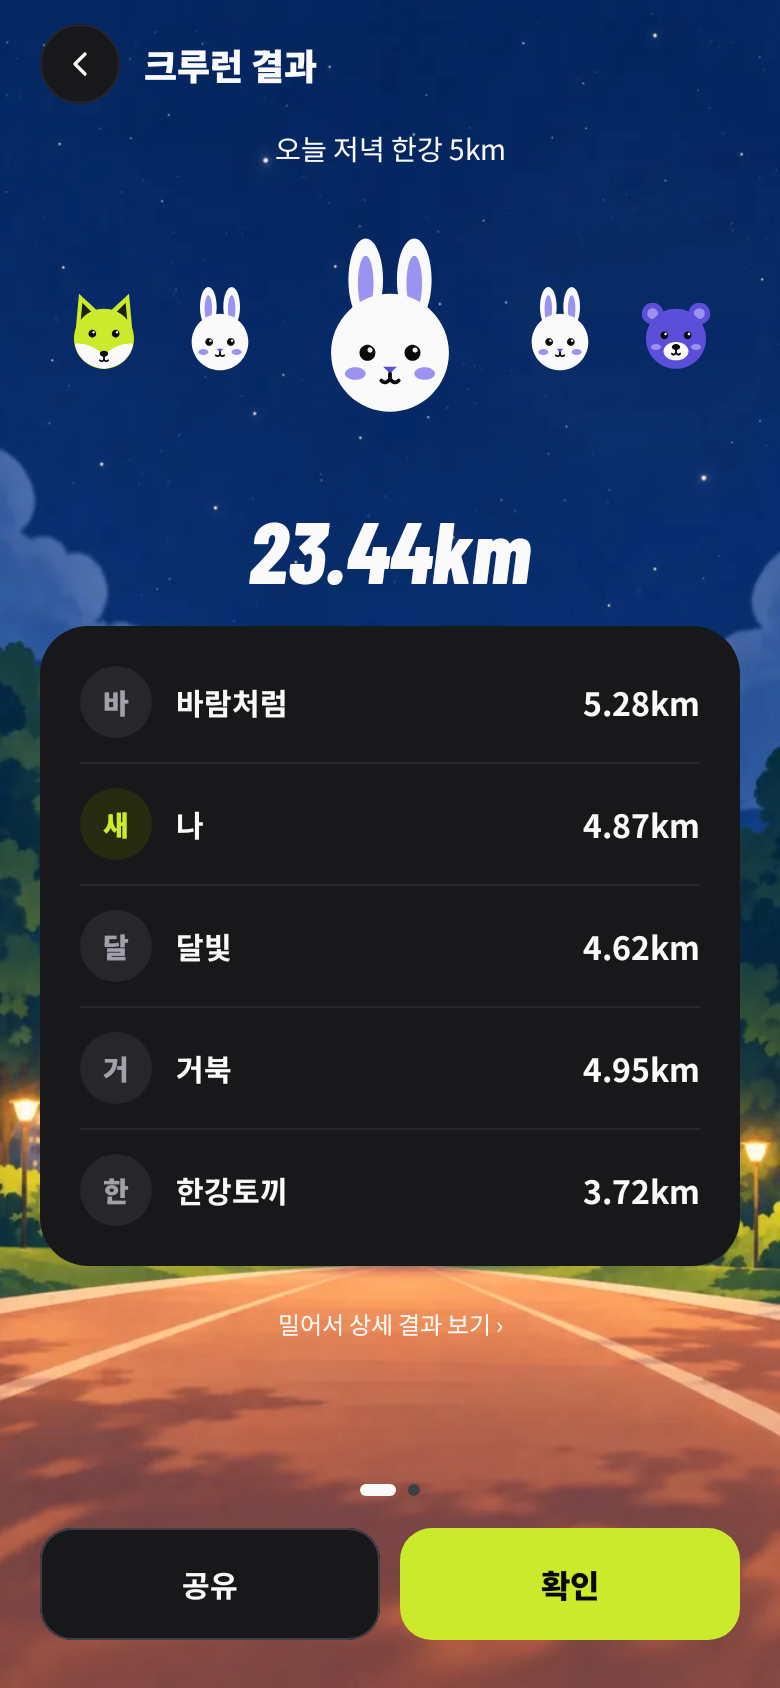 크루런 결과
오늘 저녁 한강 5km
23.44km
바 바람처럼 5.28km
새 나 4.87km
달 달빛 4.62km
거 거북 4.95km
한 한강토끼 3.72km
밀어서 상세 결과 보기 ›
공유 확인